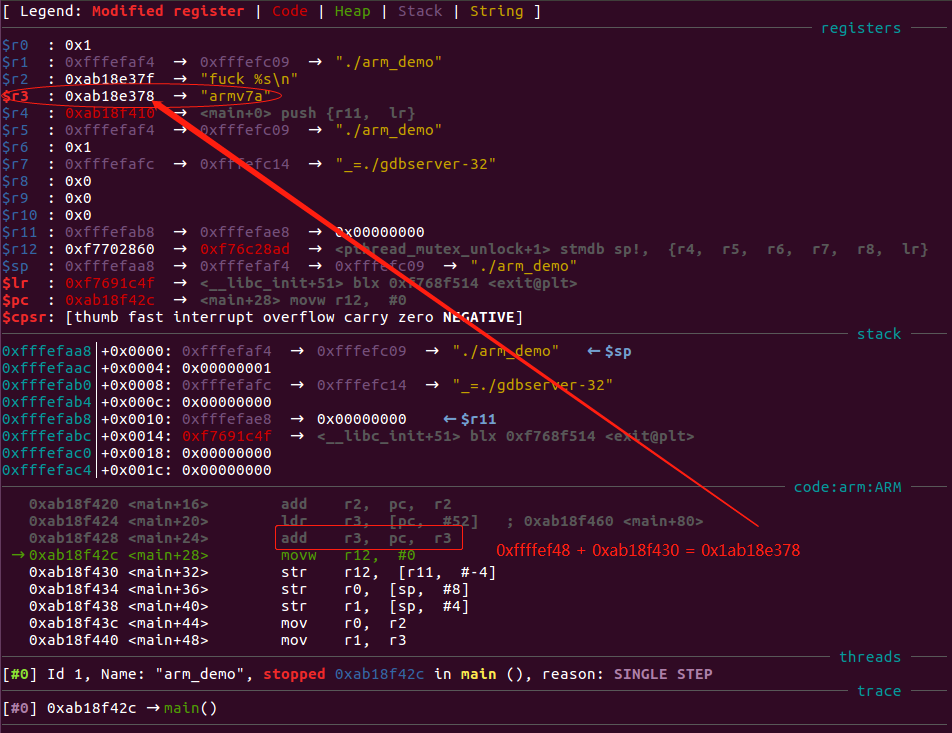 [ Legend: Modified register | Code | Heap | Stack | String ]
registers
$r0  : 0x1
$r1  : 0xfffefaf4  →  0xfffefc09  →  "./arm_demo"
$r2  : 0xab18e37f  →  "fuck %s\n"
$r3  : 0xab18e378  →  "armv7a"
$r4  : 0xab18f410  →  <main+0> push {r11,  lr}
$r5  : 0xfffefaf4  →  0xfffefc09  →  "./arm_demo"
$r6  : 0x1
$r7  : 0xfffefafc  →  0xfffefc14  →  "_=./gdbserver-32"
$r8  : 0x0
$r9  : 0x0
$r10 : 0x0
$r11 : 0xfffefab8  →  0xfffefae8  →  0x00000000
$r12 : 0xf7702860  →  0xf76c28ad  →  <pthread_mutex_unlock+1> stmdb sp!,  {r4,  r5,  r6,  r7,  r8,  lr}
$sp  : 0xfffefaa8  →  0xfffefaf4  →  0xfffefc09  →  "./arm_demo"
$lr  : 0xf7691c4f  →  <__libc_init+51> blx 0xf768f514 <exit@plt>
$pc  : 0xab18f42c  →  <main+28> movw r12,  #0
$cpsr: [thumb fast interrupt overflow carry zero NEGATIVE]
stack
0xfffefaa8│+0x0000: 0xfffefaf4  →  0xfffefc09  →  "./arm_demo"   ←$sp
0xfffefaac│+0x0004: 0x00000001
0xfffefab0│+0x0008: 0xfffefafc  →  0xfffefc14  →  "_=./gdbserver-32"
0xfffefab4│+0x000c: 0x00000000
0xfffefab8│+0x0010: 0xfffefae8  →  0x00000000    ←$r11
0xfffefabc│+0x0014: 0xf7691c4f  →  <__libc_init+51> blx 0xf768f514 <exit@plt>
0xfffefac0│+0x0018: 0x00000000
0xfffefac4│+0x001c: 0x00000000
code:arm:ARM
0xab18f420 <main+16>        add    r2,  pc,  r2
0xab18f424 <main+20>        ldr    r3,  [pc,  #52]   ; 0xab18f460 <main+80>
0xab18f428 <main+24>        add    r3,  pc,  r3
→0xab18f42c <main+28>        movw   r12,  #0
0xffffef48 + 0xab18f430 = 0x1ab18e378
0xab18f430 <main+32>        str    r12,  [r11,  #-4]
0xab18f434 <main+36>        str    r0,  [sp,  #8]
0xab18f438 <main+40>        str    r1,  [sp,  #4]
0xab18f43c <main+44>        mov    r0,  r2
0xab18f440 <main+48>        mov    r1,  r3
threads
[#0] Id 1, Name: "arm_demo", stopped 0xab18f42c in main (), reason: SINGLE STEP
trace
[#0] 0xab18f42c →main()